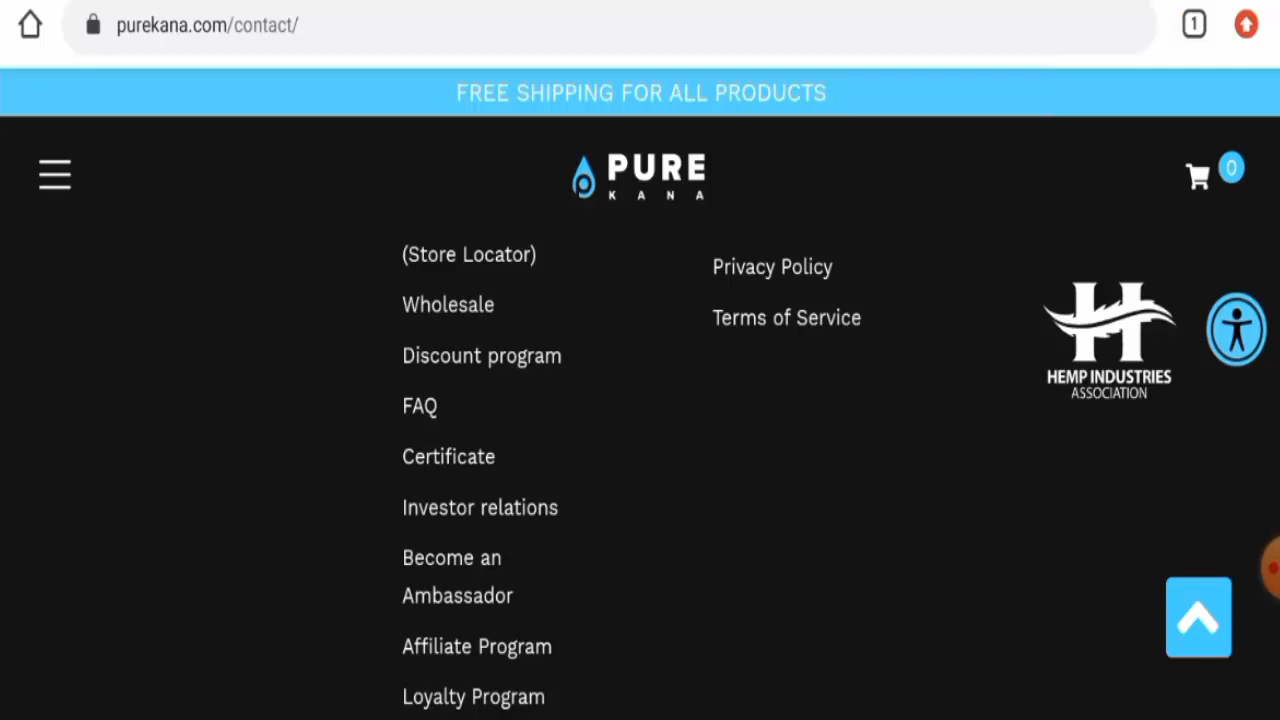 purekana.com/contact/
1
FREE SHIPPING FOR ALL PRODUCTS
PURE
KANA
0
(Store Locator)
Wholesale
Discount program
FAQ
Certificate
Investor relations
Become an
Ambassador
Affiliate Program
Loyalty Program
Privacy Policy
Terms of Service
H
HEMP INDUSTRIES
ASSOCIATION